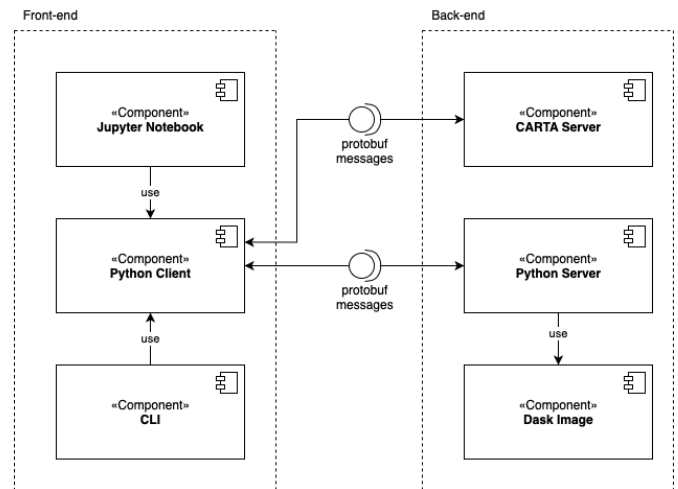 Front-end
Back-end
«Component»
Jupyter Notebook
protobuf
messages
«Component»
CARTA Server
use
«Component»
Python Client
protobuf
messages
«Component»
Python Server
use
use
«Component»
CLI
«Component»
Dask Image